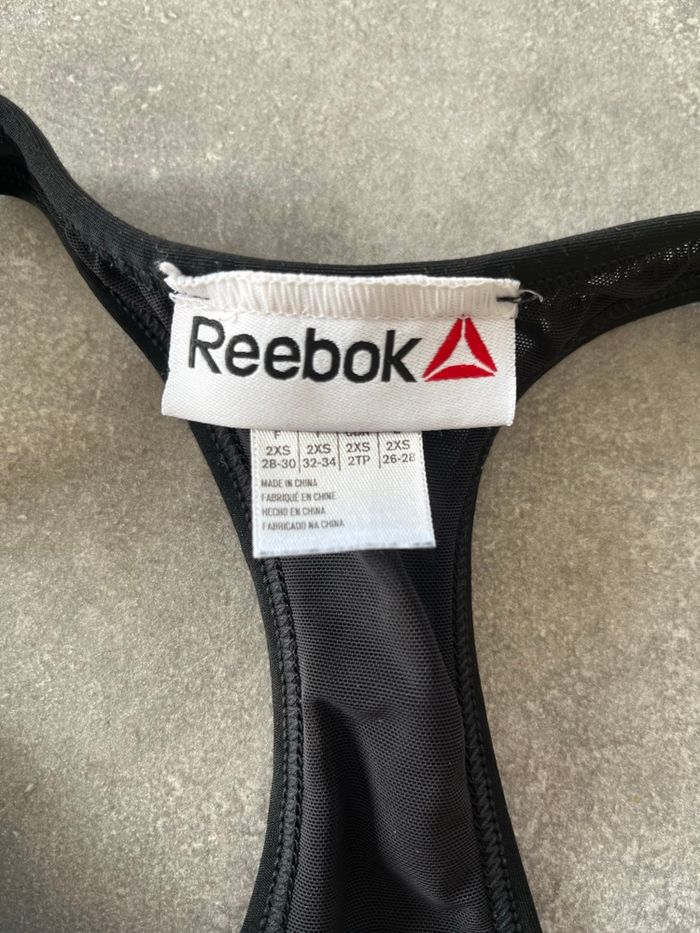 Reebok
2XS 2XS 2XS 2XS
28-30 32-34 2TP 26-28
MADE IN CHINA
FABRIQUÉ EN CHINE
HECHO EN CHINA
FABRICADO NA CHINA